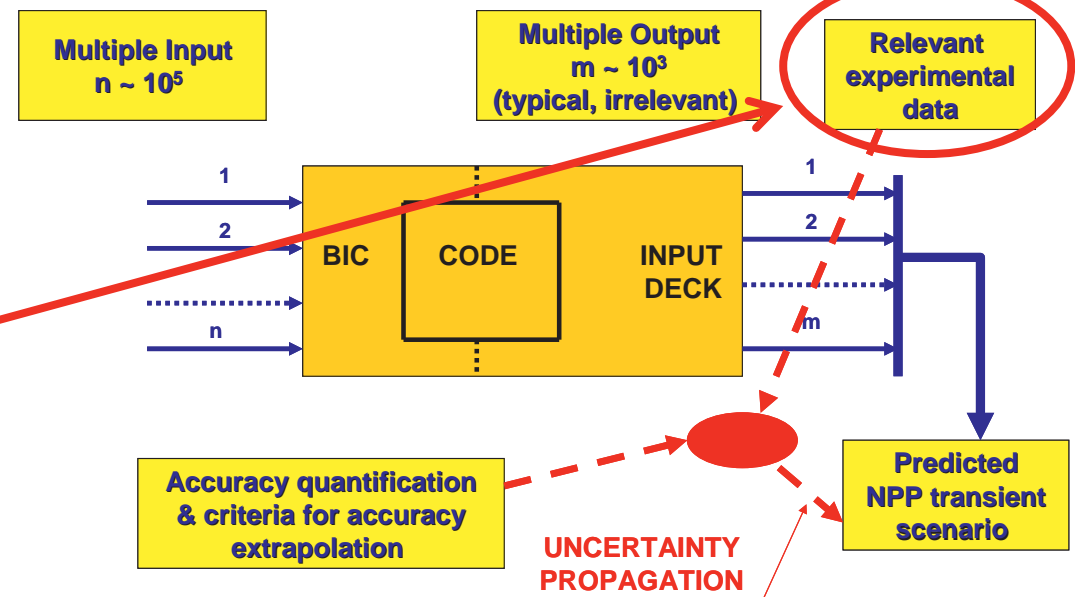 Multiple Input
n ~ 10⁵
Multiple Output
m ~ 10³
(typical, irrelevant)
Relevant
experimental
data
1
2
n
BIC
CODE
INPUT
DECK
1
2
m
Accuracy quantification
& criteria for accuracy
extrapolation
UNCERTAINTY
PROPAGATION
Predicted
NPP transient
scenario